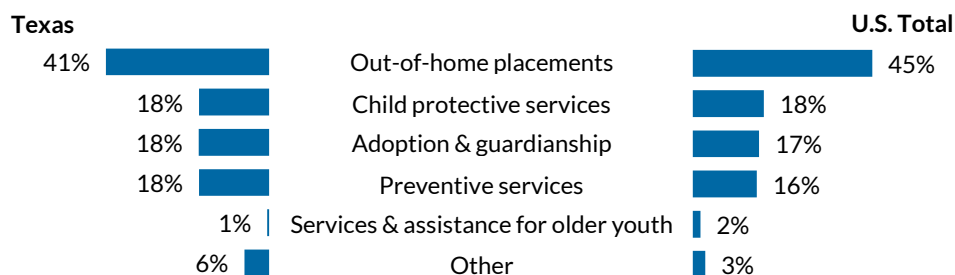 Texas U.S. Total
41% Out-of-home placements 45%
18% Child protective services 18%
18% Adoption & guardianship 17%
18% Preventive services 16%
1% Services & assistance for older youth 2%
6% Other 3%